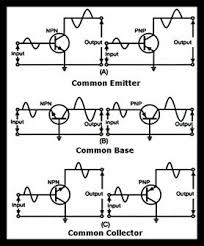 NPN PNP
Input Output Input Output
(A)
Common Emitter
NPN PNP
Input Output Input Output
(B)
Common Base
NPN PNP
Input Output Input Output
(C)
Common Collector